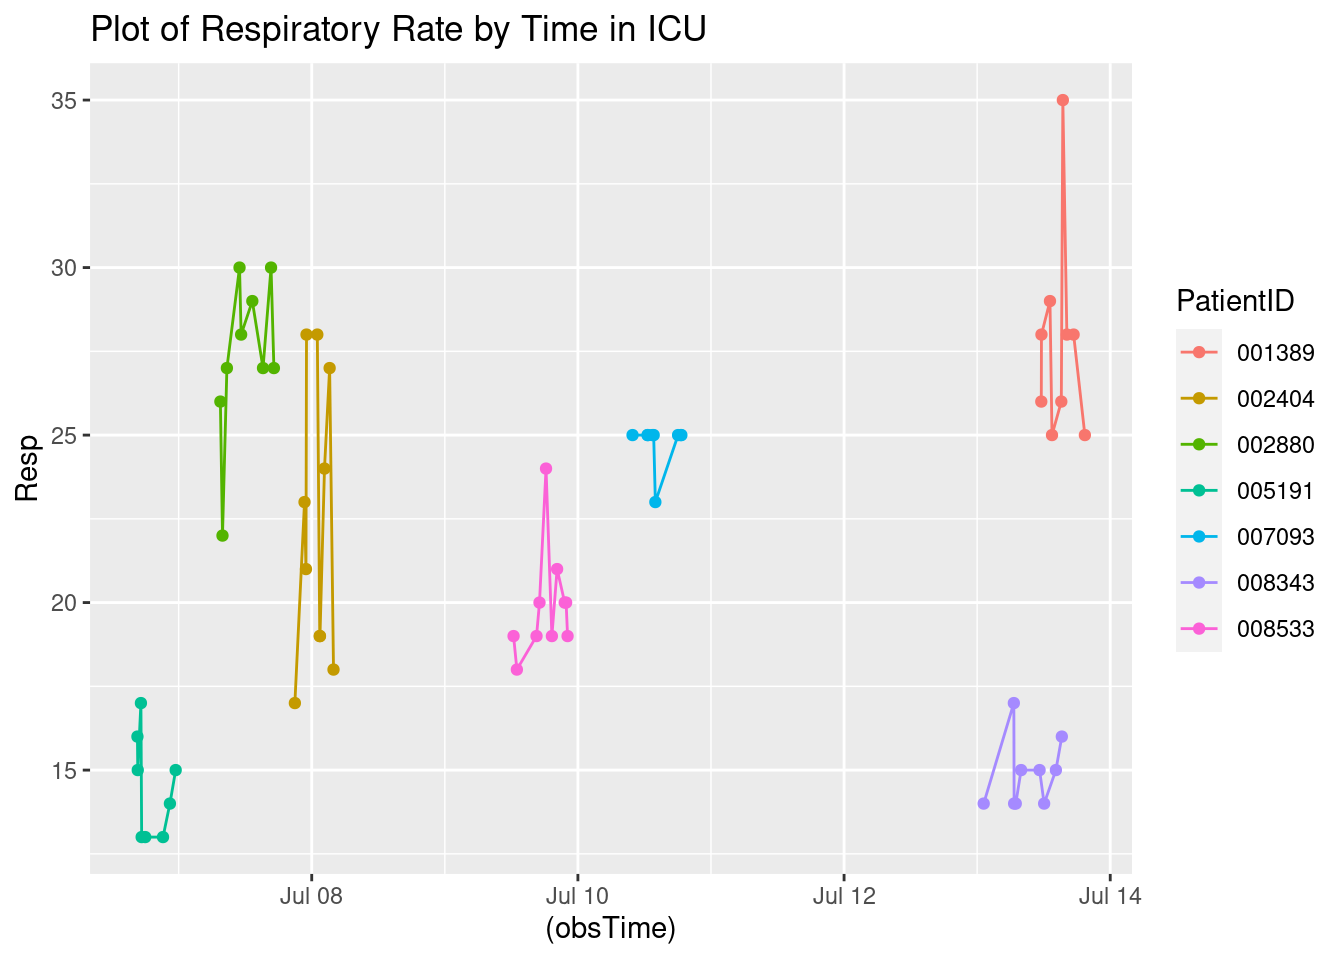 Plot of Respiratory Rate by Time in ICU
35
30
25
20
15
Resp
Jul 08
Jul 10
Jul 12
Jul 14
(obsTime)
PatientID
001389
002404
002880
005191
007093
008343
008533